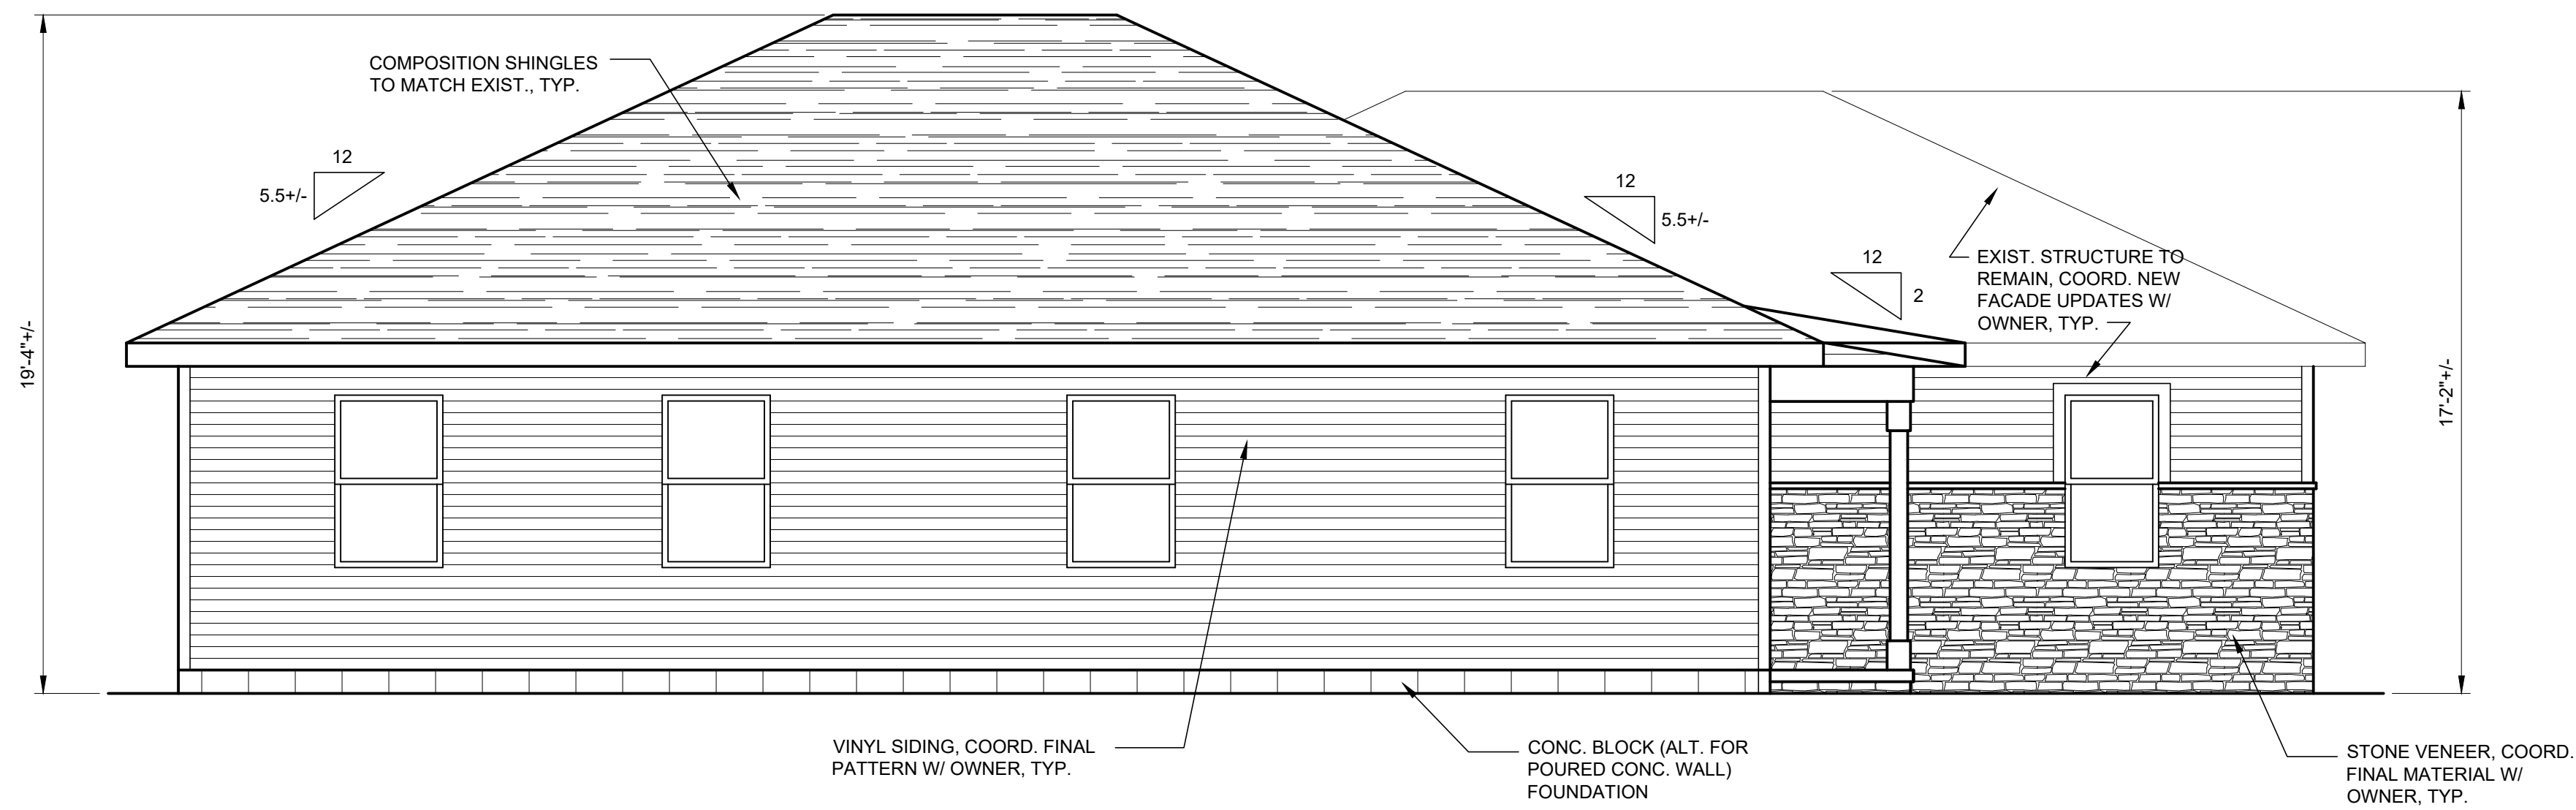 COMPOSITION SHINGLES
TO MATCH EXIST., TYP.
12
5.5+/-
12
5.5+/-
12
2
EXIST. STRUCTURE TO
REMAIN, COORD. NEW
FACADE UPDATES W/
OWNER, TYP.
19'-4"+/-
17'-2"+/-
VINYL SIDING, COORD. FINAL
PATTERN W/ OWNER, TYP.
CONC. BLOCK (ALT. FOR
POURED CONC. WALL)
FOUNDATION
STONE VENEER, COORD.
FINAL MATERIAL W/
OWNER, TYP.